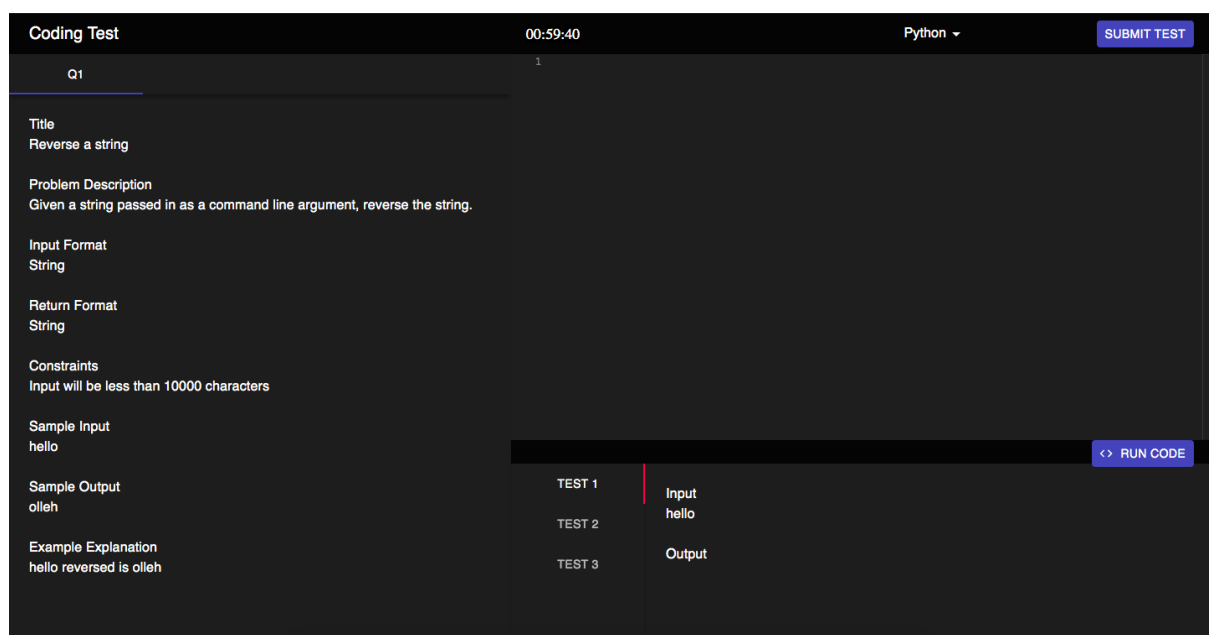 Coding Test
00:59:40
Python
SUBMIT TEST
Q1
Title
Reverse a string
Problem Description
Given a string passed in as a command line argument, reverse the string.
Input Format
String
Return Format
String
Constraints
Input will be less than 10000 characters
Sample Input
hello
Sample Output
olleh
Example Explanation
hello reversed is olleh
1
<> RUN CODE
TEST 1
TEST 2
TEST 3
Input
hello
Output